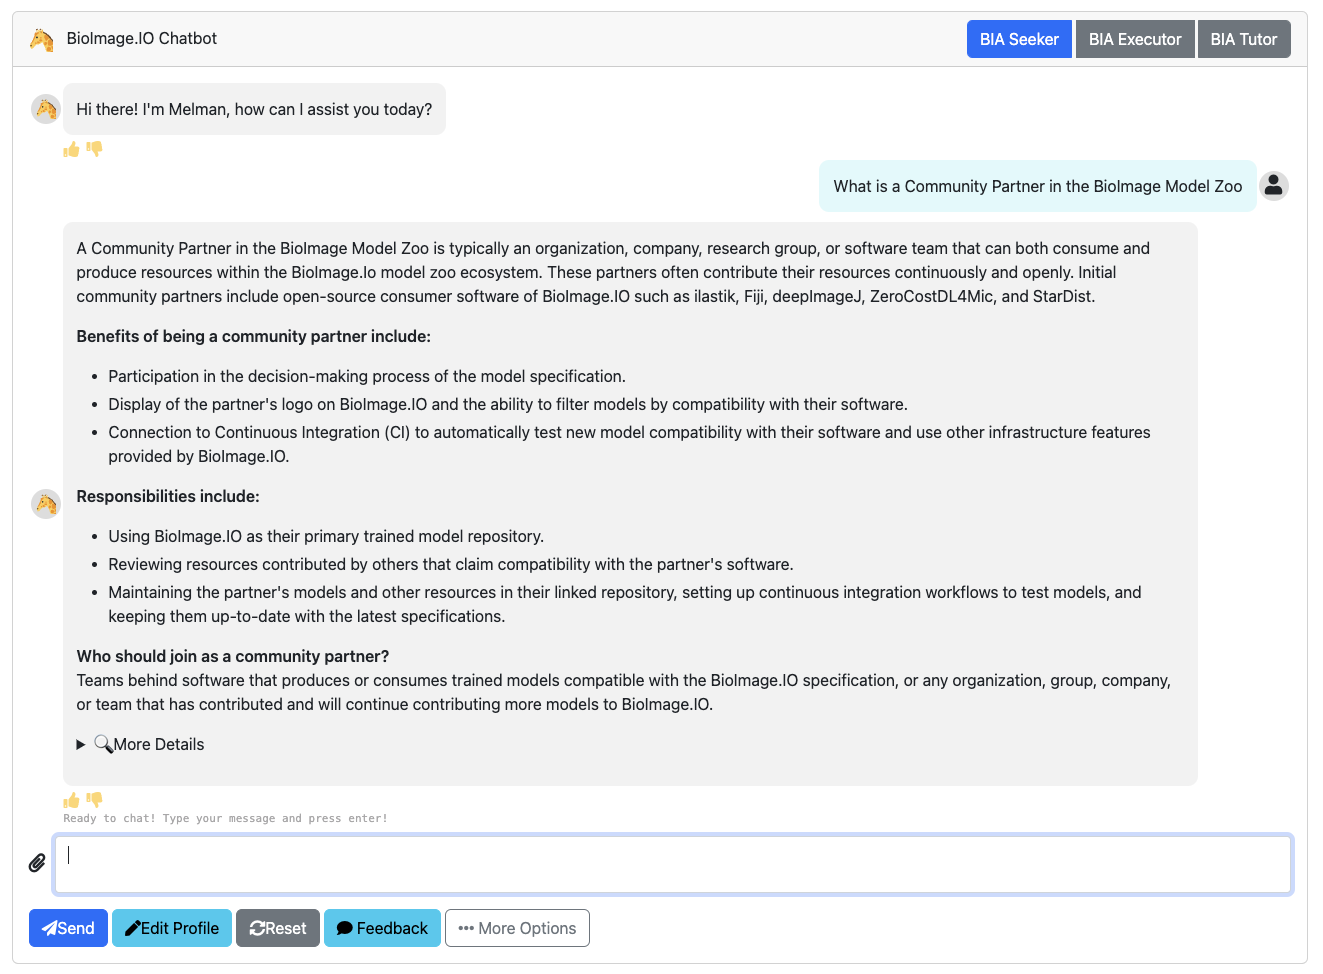 BioImage.IO Chatbot
BIA Seeker
BIA Executor
BIA Tutor
Hi there! I'm Melman, how can I assist you today?
What is a Community Partner in the BioImage Model Zoo
A Community Partner in the BioImage Model Zoo is typically an organization, company, research group, or software team that can both consume and
produce resources within the BioImage.Io model zoo ecosystem. These partners often contribute their resources continuously and openly. Initial
community partners include open-source consumer software of BioImage.IO such as ilastik, Fiji, deepImageJ, ZeroCostDL4Mic, and StarDist.
Benefits of being a community partner include:
• Participation in the decision-making process of the model specification.
• Display of the partner's logo on BioImage.IO and the ability to filter models by compatibility with their software.
• Connection to Continuous Integration (CI) to automatically test new model compatibility with their software and use other infrastructure features
provided by BioImage.IO.
Responsibilities include:
• Using BioImage.IO as their primary trained model repository.
• Reviewing resources contributed by others that claim compatibility with the partner's software.
• Maintaining the partner's models and other resources in their linked repository, setting up continuous integration workflows to test models, and
keeping them up-to-date with the latest specifications.
Who should join as a community partner?
Teams behind software that produces or consumes trained models compatible with the BioImage.IO specification, or any organization, group, company,
or team that has contributed and will continue contributing more models to BioImage.IO.
More Details
Ready to chat! Type your message and press enter!
Send
Edit Profile
Reset
Feedback
More Options